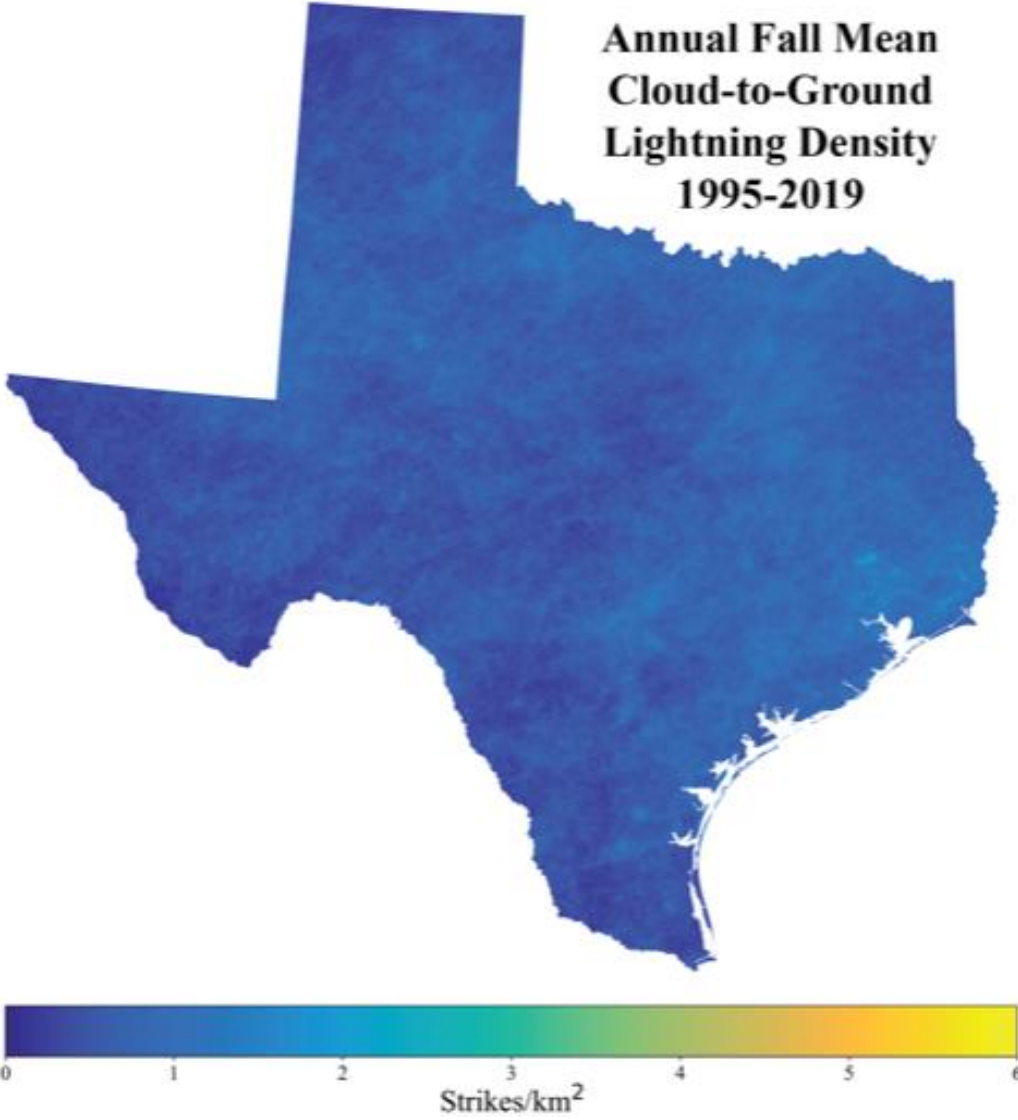 Annual Fall Mean
Cloud-to-Ground
Lightning Density
1995-2019
0 1 2 3 4 5 6
Strikes/km²